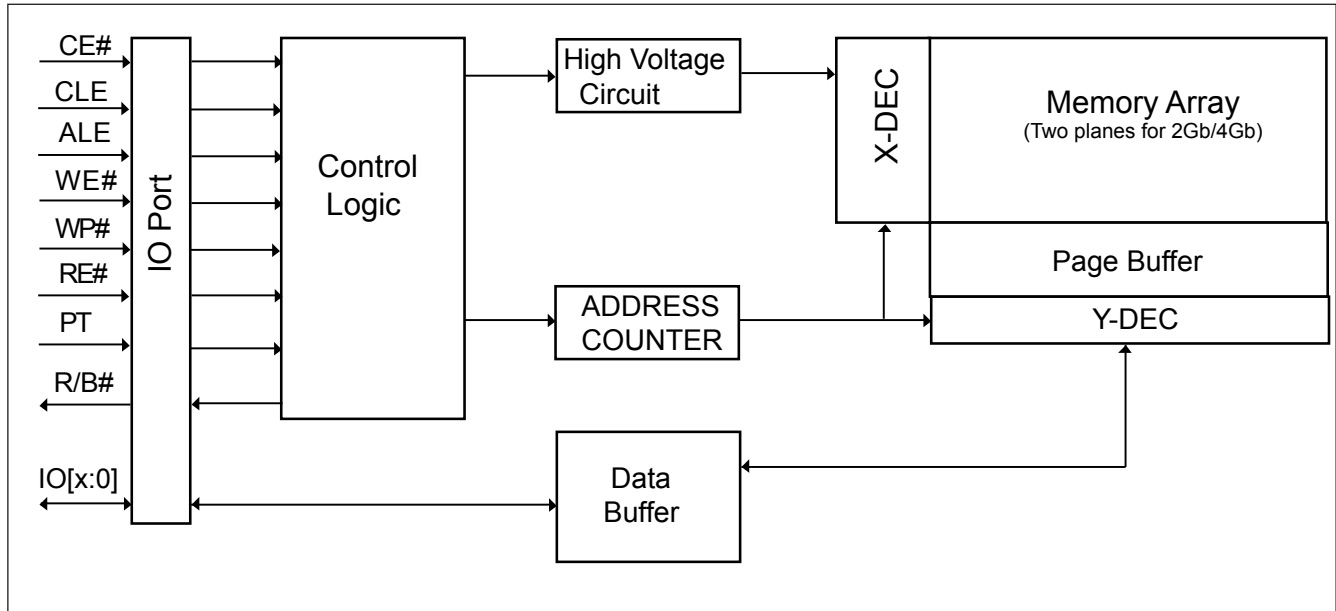 CE#
CLE
ALE
WE#
WP#
RE#
PT
R/B#
IO[x:0]
IO Port
Control
Logic
High Voltage
Circuit
ADDRESS
COUNTER
Data
Buffer
X-DEC
Memory Array
(Two planes for 2Gb/4Gb)
Page Buffer
Y-DEC